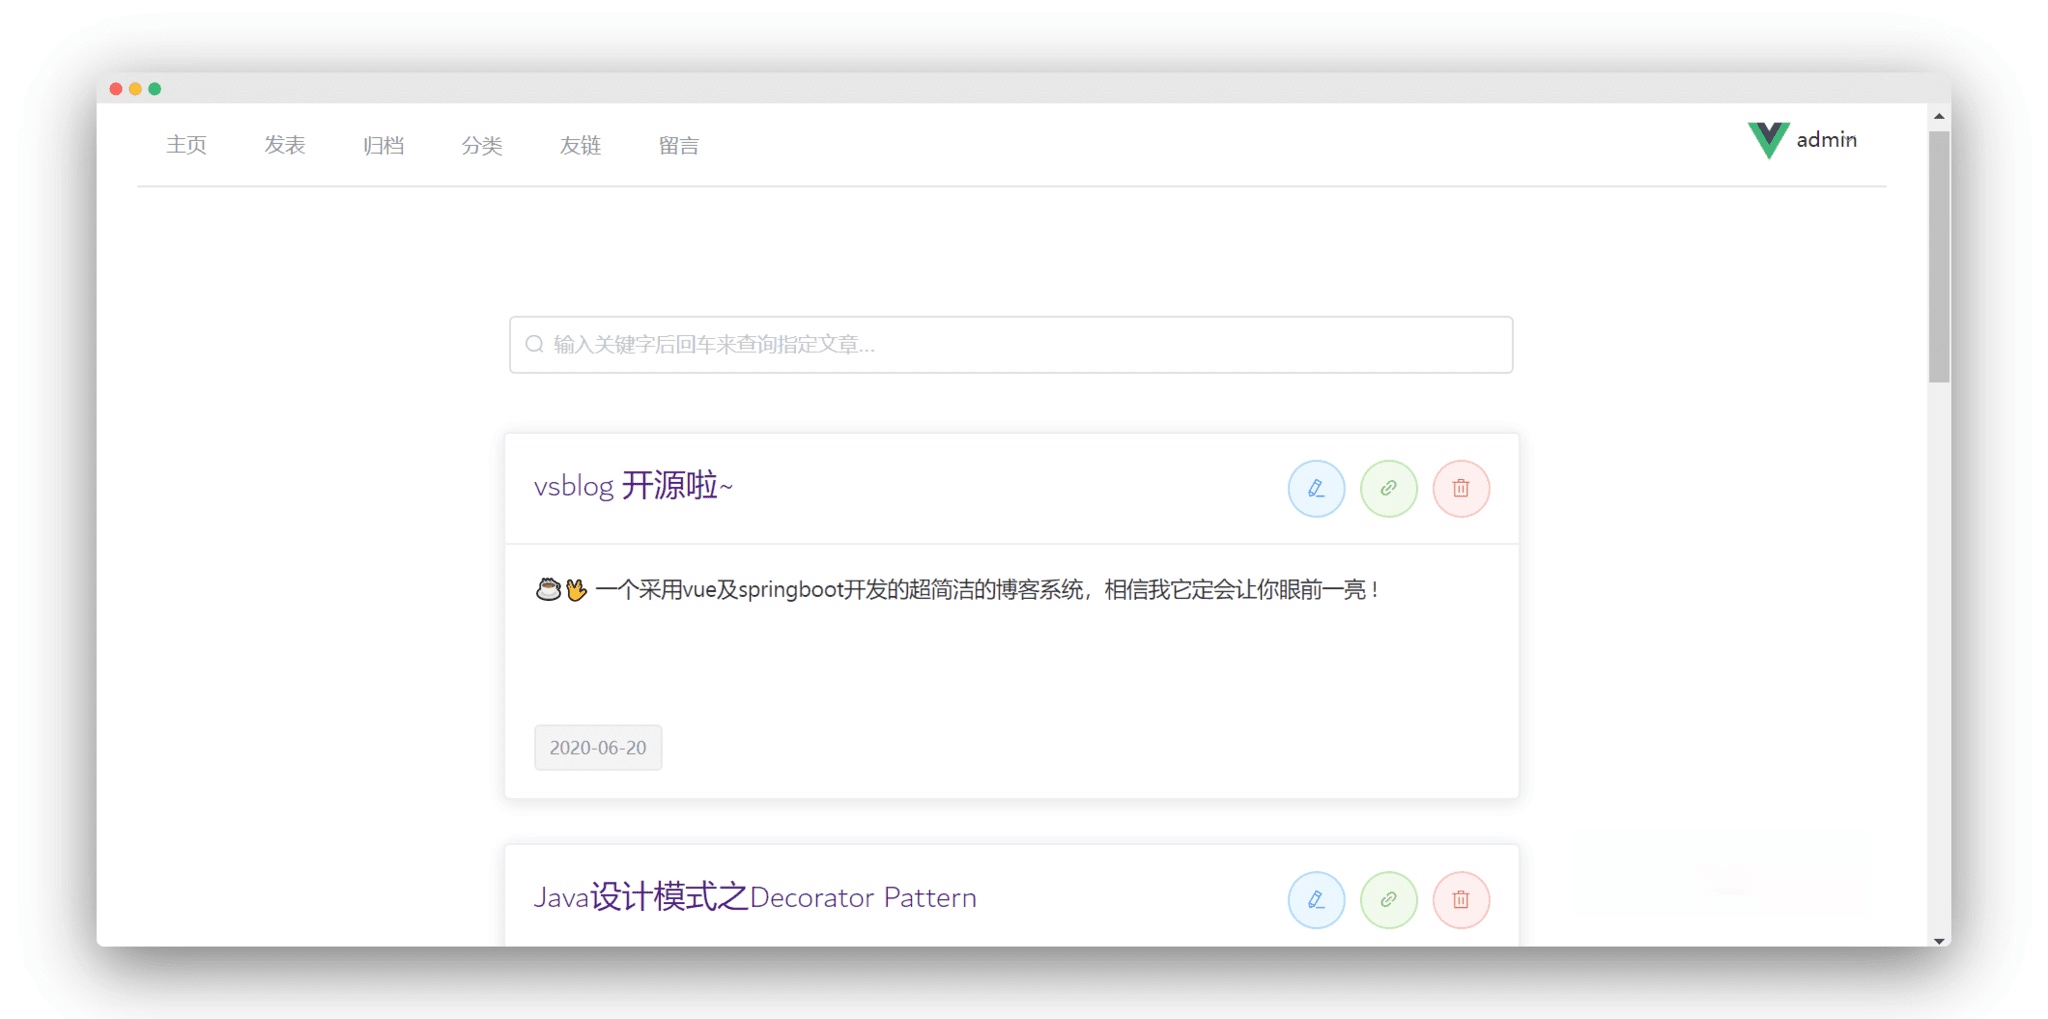 主页 发表 归档 分类 友链 留言 admin
输入关键字后回车来查询指定文章...
vsblog 开源啦~
一个采用vue及springboot开发的超简洁的博客系统，相信我它定会让你眼前一亮！
2020-06-20
Java设计模式之Decorator Pattern